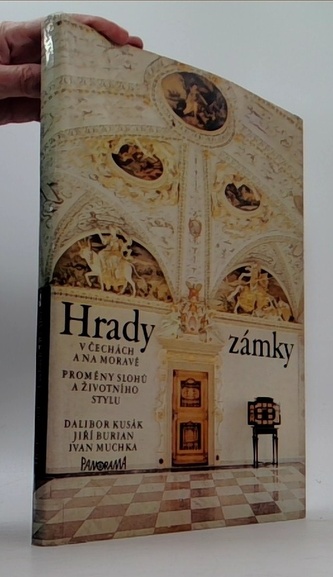 Hrady zámky
V ČECHÁCH
A NA MORAVĚ
PROMĚNY SLOHŮ
A ŽIVOTNÍHO
STYLU
DALIBOR KUSÁK
JIŘÍ BURIAN
IVAN MUCHKA
PANORAMA